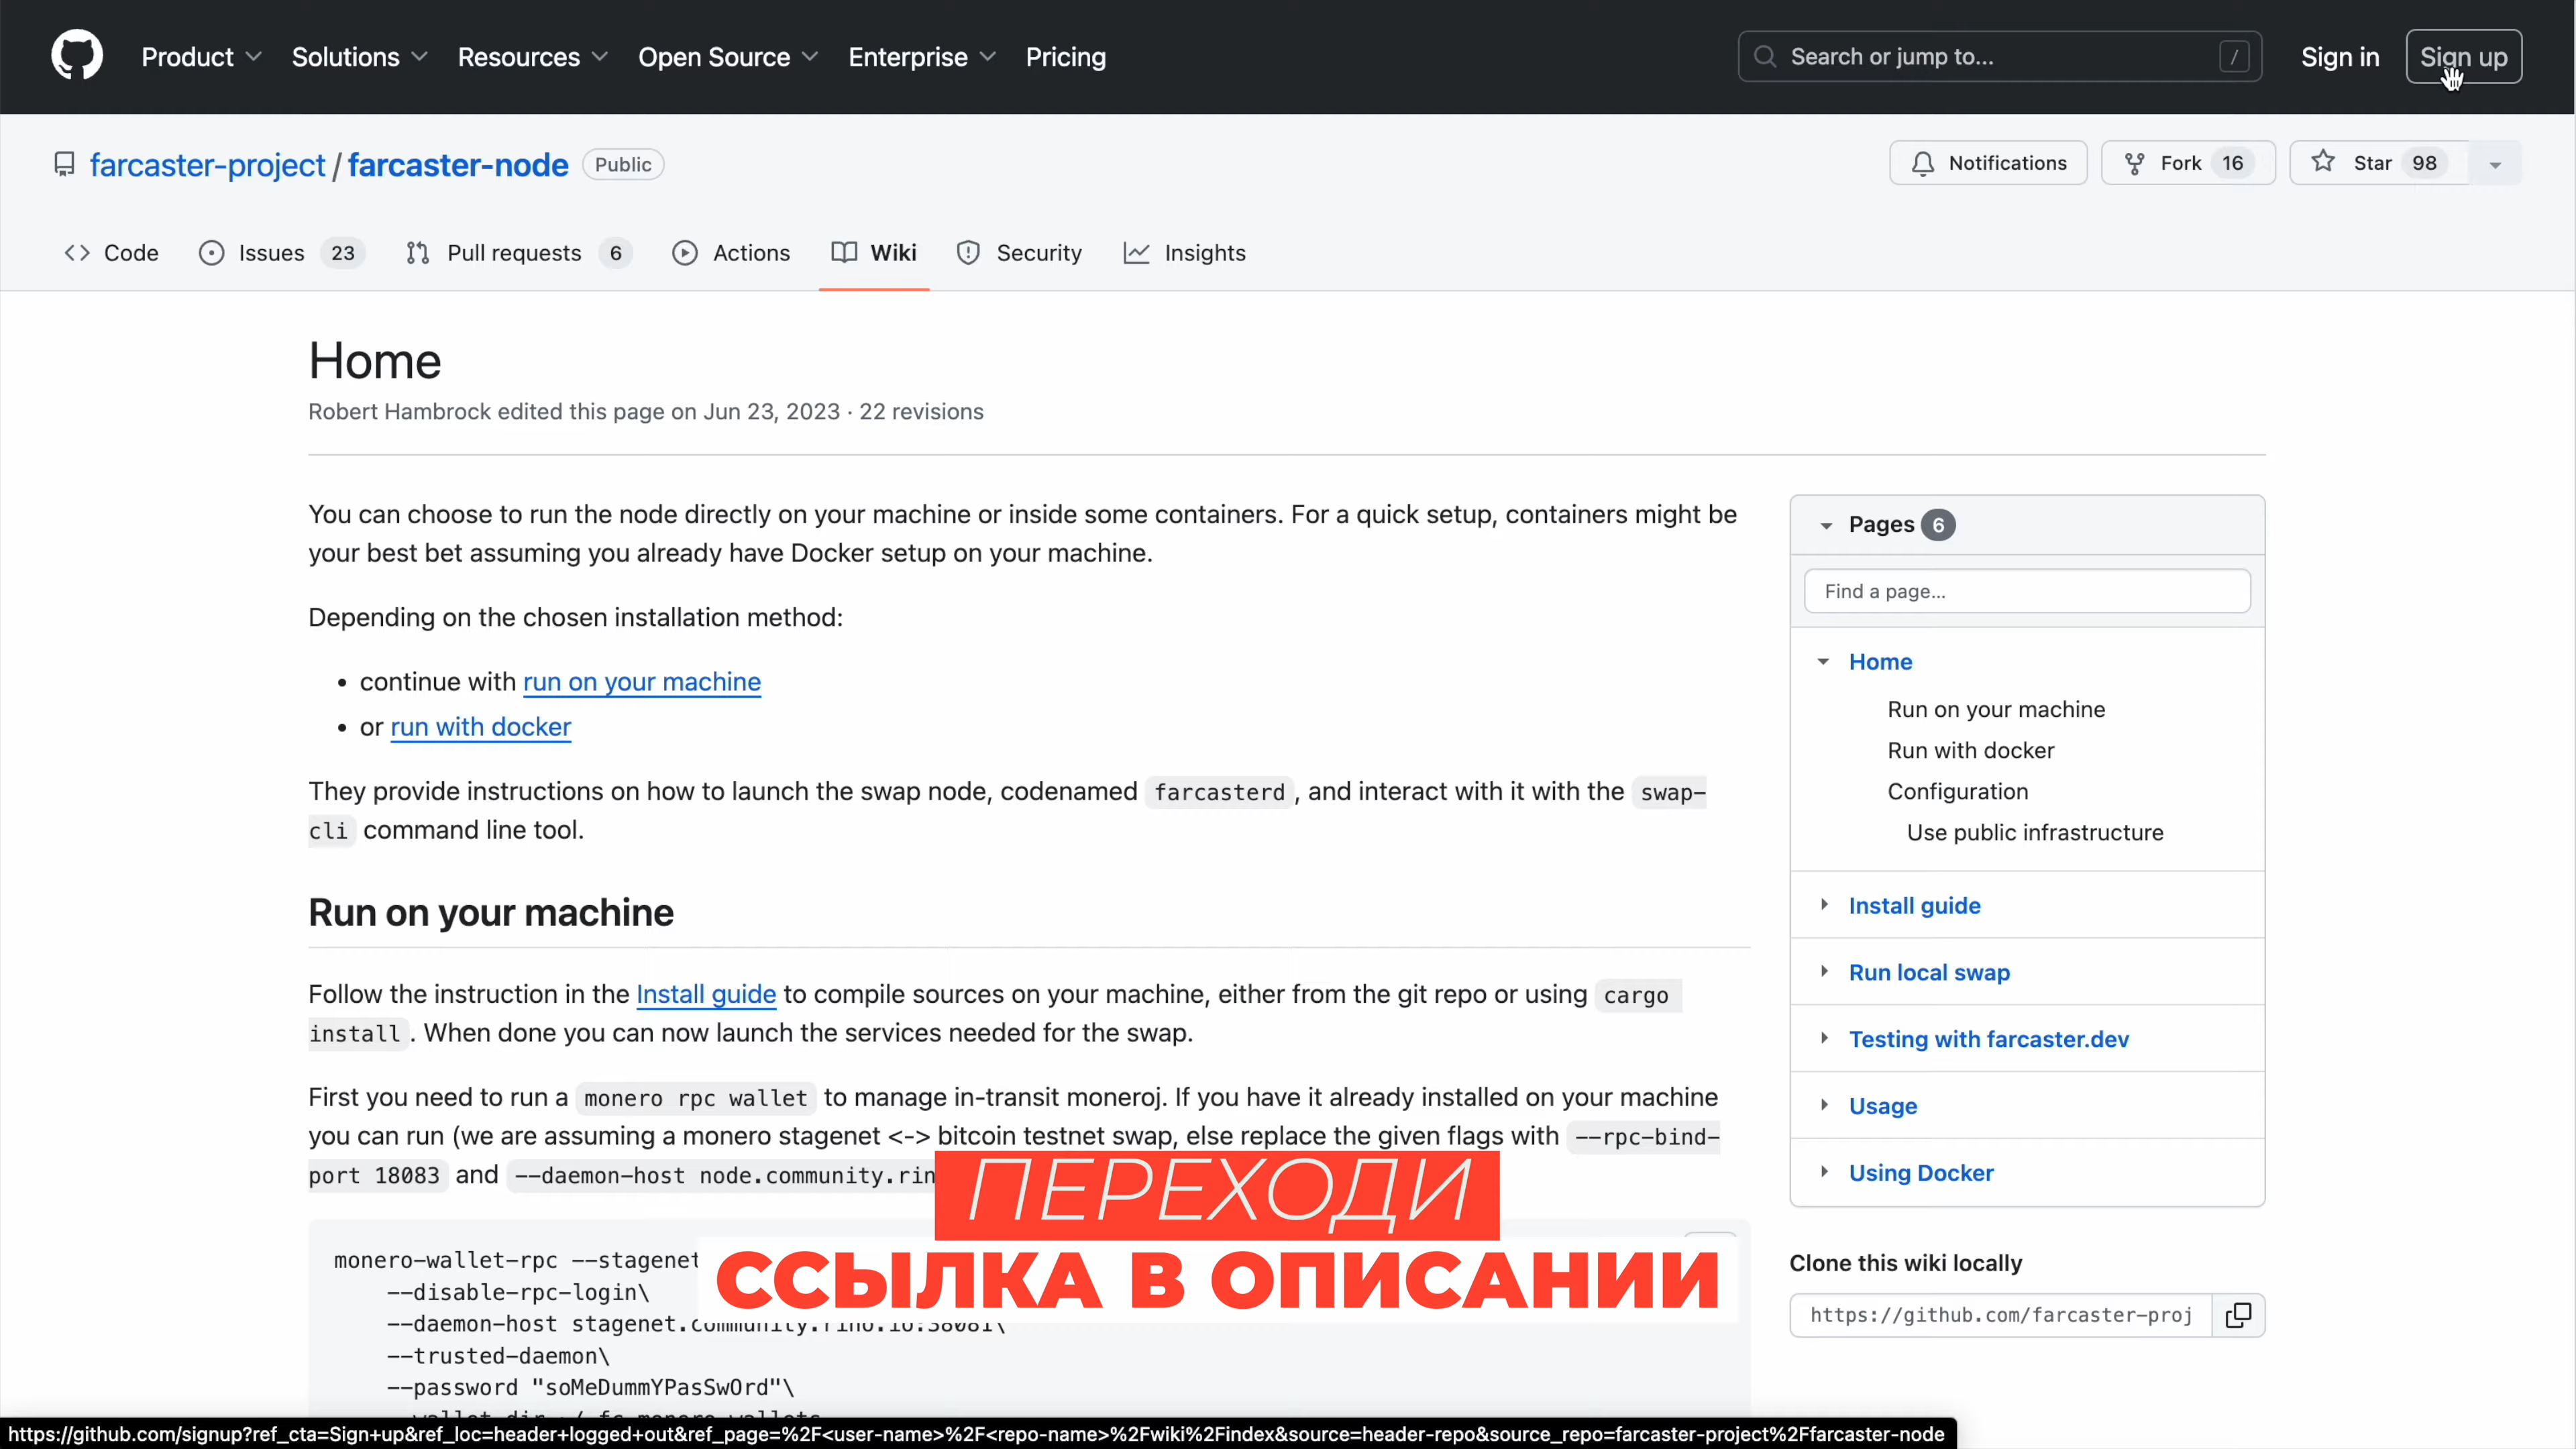 Product Solutions Resources Open Source Enterprise Pricing Search or jump to... / Sign in Sign up
farcaster-project / farcaster-node Public Notifications Fork 16 Star 98
Code Issues 23 Pull requests 6 Actions Wiki Security Insights
Home
Robert Hambrock edited this page on Jun 23, 2023 · 22 revisions
You can choose to run the node directly on your machine or inside some containers. For a quick setup, containers might be
your best bet assuming you already have Docker setup on your machine.
Depending on the chosen installation method:
• continue with run on your machine
• or run with docker
They provide instructions on how to launch the swap node, codenamed farcasterd, and interact with it with the swap-
cli command line tool.
Run on your machine
Follow the instruction in the Install guide to compile sources on your machine, either from the git repo or using cargo
install. When done you can now launch the services needed for the swap.
First you need to run a monero rpc wallet to manage in-transit moneroj. If you have it already installed on your machine
you can run (we are assuming a monero stagenet <-> bitcoin testnet swap, else replace the given flags with --rpc-bind-
port 18083 and --daemon-host node.community.rin
monero-wallet-rpc --stagenet
--disable-rpc-login\
--daemon-host stagenet.community.rino.io:38081\
--trusted-daemon\
--password "soMeDummYPasSwOrd"\
Pages 6
Find a page...
Home
Run on your machine
Run with docker
Configuration
Use public infrastructure
Install guide
Run local swap
Testing with farcaster.dev
Usage
Using Docker
Clone this wiki locally
https://github.com/farcaster-proj
ПЕРЕХОДИ
ССЫЛКА В ОПИСАНИИ
https://github.com/signup?ref_cta=Sign+up&ref_loc=header+logged+out&ref_page=%2F<user-name>%2F<repo-name>%2Fwiki%2Findex&source=header-repo&source_repo=farcaster-project%2Ffarcaster-node